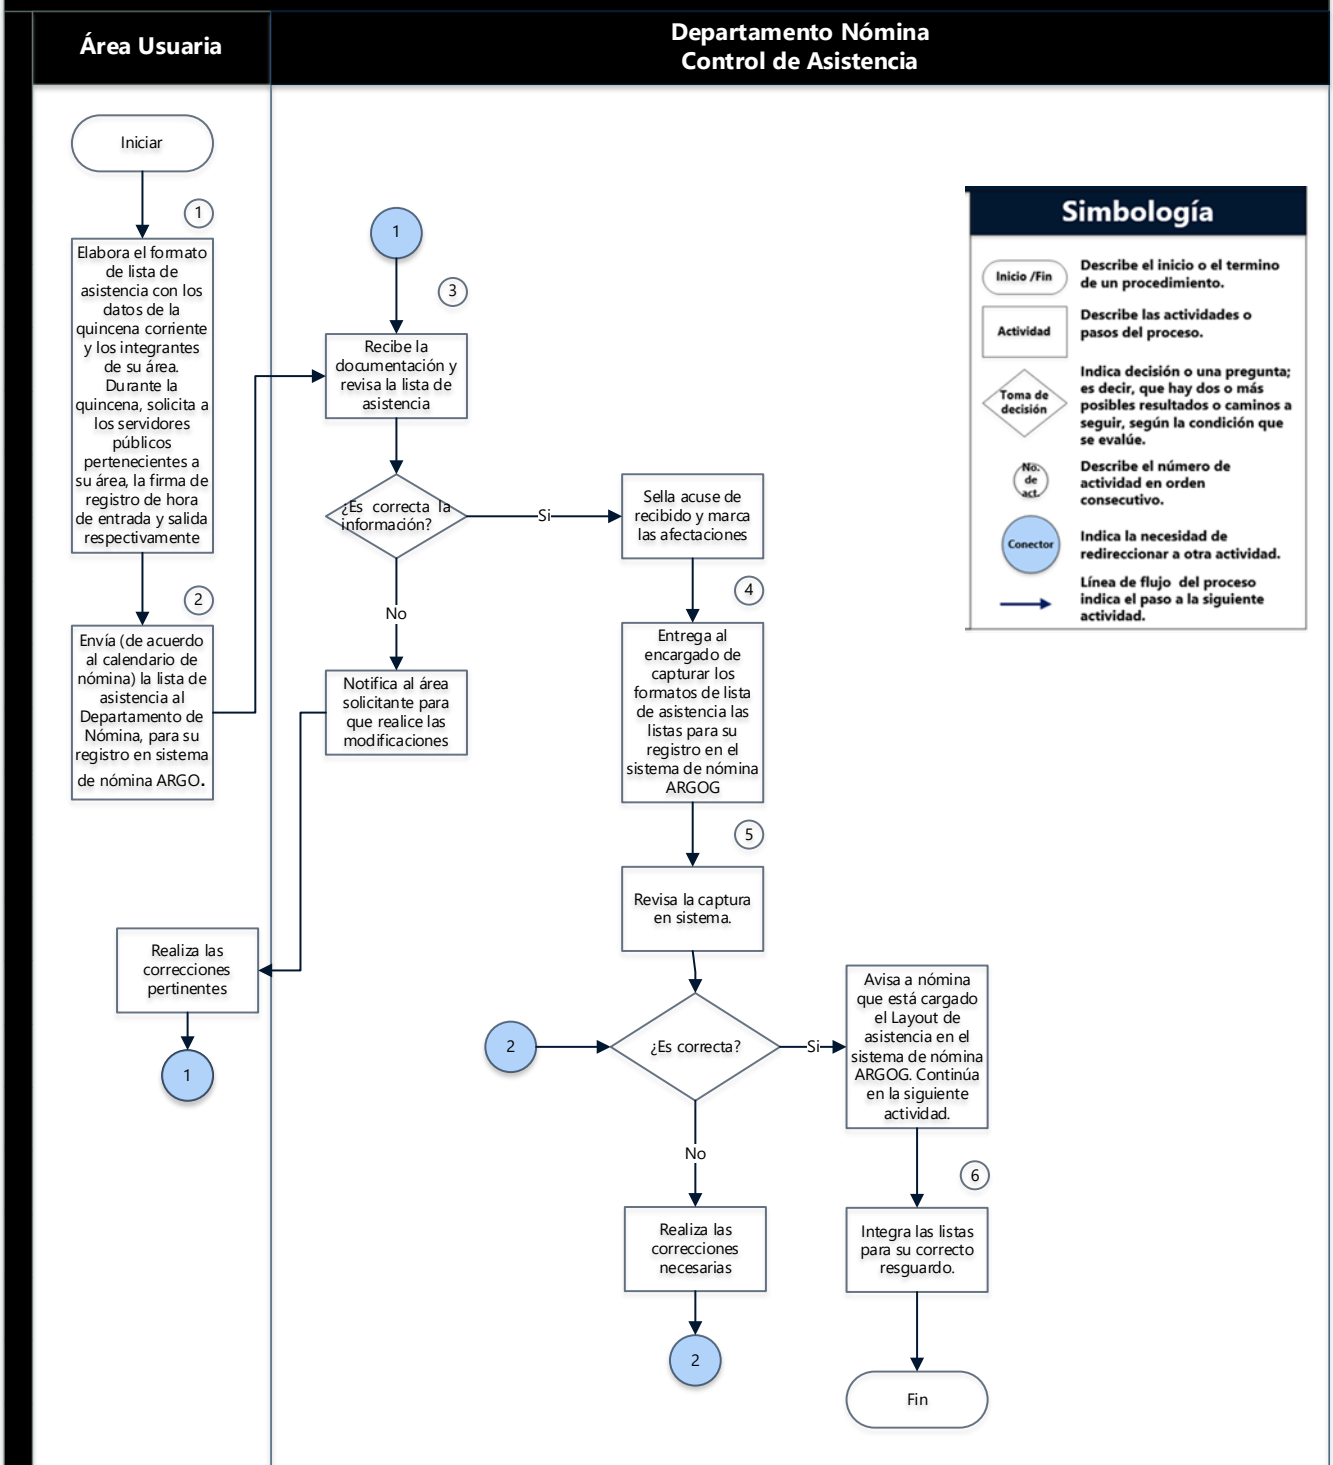 Área Usuaria
Departamento Nómina
Control de Asistencia
Iniciar
1
Elabora el formato
de lista de
asistencia con los
datos de la
quincena corriente
y los integrantes
de su área.
Durante la
quincena, solicita a
los servidores
públicos
pertenecientes a
su área, la firma de
registro de hora
de entrada y salida
respectivamente
2
Envía (de acuerdo
al calendario de
nómina) la lista de
asistencia al
Departamento de
Nómina, para su
registro en sistema
de nómina ARGO.
1
3
Recibe la
documentación y
revisa la lista de
asistencia
¿Es correcta la
información?
Si
No
Notifica al área
solicitante para
que realice las
modificaciones
Realiza las
correcciones
pertinentes
1
Sella acuse de
recibido y marca
las afectaciones
4
Entrega al
encargado de
capturar los
formatos de lista
de asistencia las
listas para su
registro en el
sistema de nómina
ARGOG
5
Revisa la captura
en sistema.
2
¿Es correcta?
Si
No
Realiza las
correcciones
necesarias
2
Avisa a nómina
que está cargado
el Layout de
asistencia en el
sistema de nómina
ARGOG. Continúa
en la siguiente
actividad.
6
Integra las listas
para su correcto
resguardo.
Fin
Simbología
Inicio /Fin
Describe el inicio o el termino
de un procedimiento.
Actividad
Describe las actividades o
pasos del proceso.
Toma de
decisión
Indica decisión o una pregunta;
es decir, que hay dos o más
posibles resultados o caminos a
seguir, según la condición que
se evalúe.
No.
de
act.
Describe el número de
actividad en orden
consecutivo.
Conector
Indica la necesidad de
redireccionar a otra actividad.
Línea de flujo del proceso
indica el paso a la siguiente
actividad.